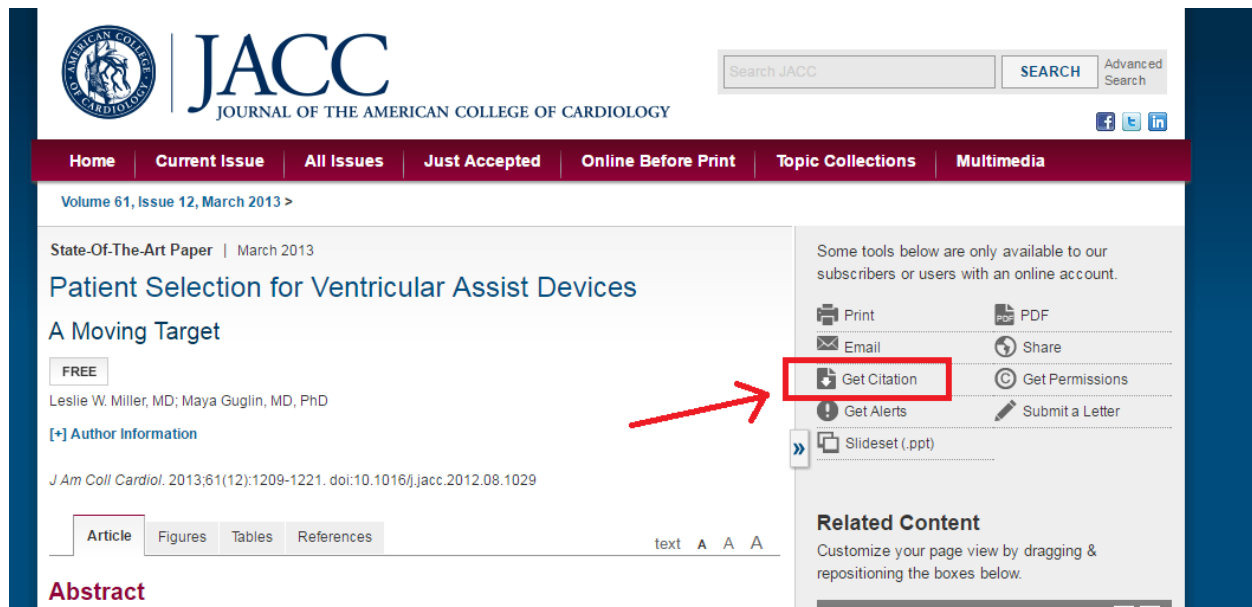 AMERICAN COLLEGE OF CARDIOLOGY
JACC
JOURNAL OF THE AMERICAN COLLEGE OF CARDIOLOGY
Search JACC
SEARCH
Advanced
Search
Home Current Issue All Issues Just Accepted Online Before Print Topic Collections Multimedia
Volume 61, Issue 12, March 2013 >
State-Of-The-Art Paper | March 2013
Patient Selection for Ventricular Assist Devices
A Moving Target
FREE
Leslie W. Miller, MD; Maya Guglin, MD, PhD
[+] Author Information
J Am Coll Cardiol. 2013;61(12):1209-1221. doi:10.1016/j.jacc.2012.08.1029
Article Figures Tables References
text A A A
Abstract
Some tools below are only available to our
subscribers or users with an online account.
Print PDF
Email Share
Get Citation Get Permissions
Get Alerts Submit a Letter
» Slideset (.ppt)
Related Content
Customize your page view by dragging &
repositioning the boxes below.